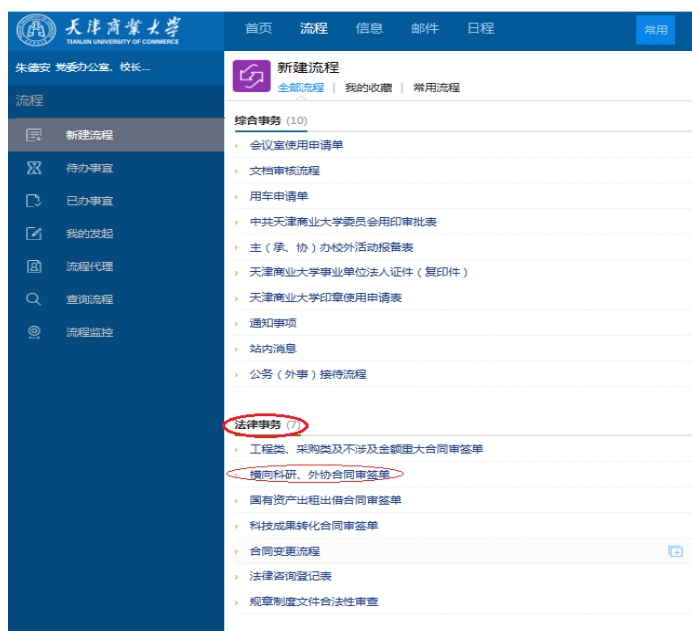 天津商业大学 首页 流程 信息 邮件 日程 常用
TIANJIN UNIVERSITY OF COMMERCE
朱德安 党委办公室、校长...
流程
新建流程
待办事宜
已办事宜
我的发起
流程代理
查询流程
流程监控
新建流程
全部流程 | 我的收藏 | 常用流程
综合事务 (10)
会议室使用申请单
文档审核流程
用车申请单
中共天津商业大学委员会用印审批表
主（承、协）办校外活动报备表
天津商业大学事业单位法人证件（复印件）
天津商业大学印章使用申请表
通知事项
站内消息
公务（外事）接待流程
法律事务 (7)
工程类、采购类及不涉及金额重大合同审签单
横向科研、外协合同审签单
国有资产出租出借合同审签单
科技成果转化合同审签单
合同变更流程
法律咨询登记表
规章制度文件合法性审查